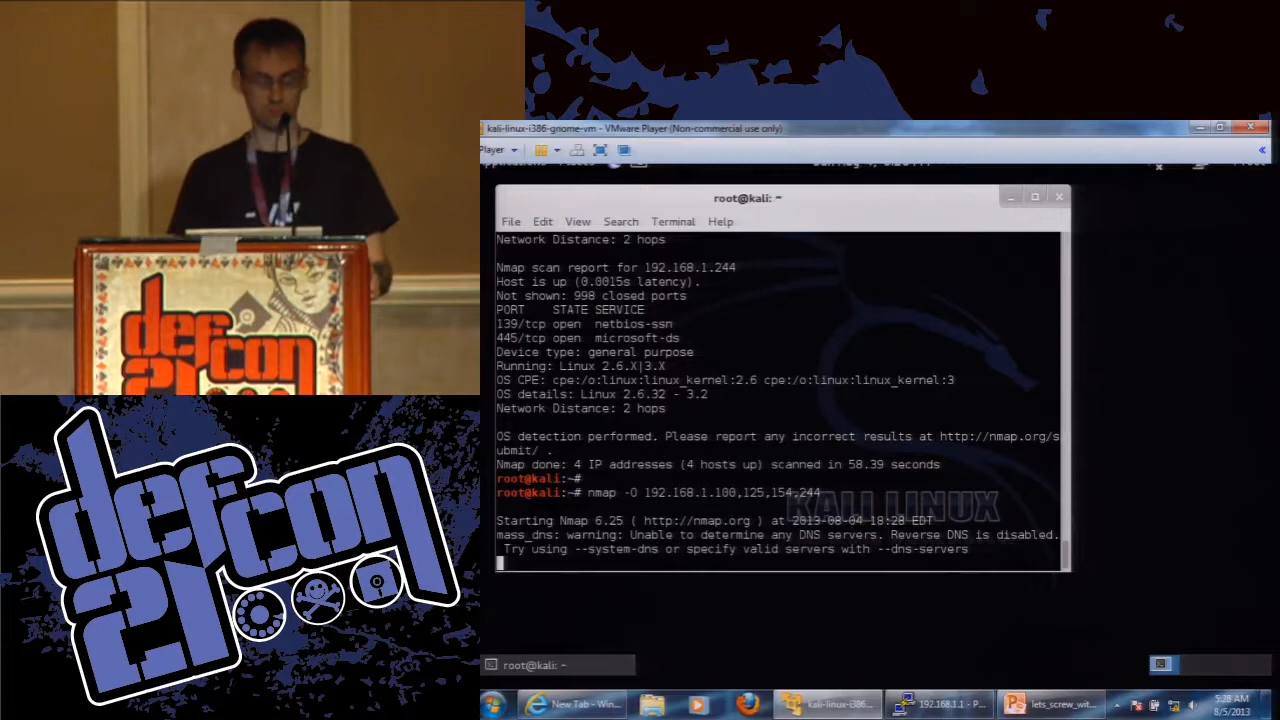 defcon
21
defcon
21
kali-linux-i386-gnome-vm - VMware Player (Non-commercial use only)
Player
root@kali: ~
File Edit View Search Terminal Help
Network Distance: 2 hops
Nmap scan report for 192.168.1.244
Host is up (0.0015s latency).
Not shown: 998 closed ports
PORT STATE SERVICE
139/tcp open netbios-ssn
445/tcp open microsoft-ds
Device type: general purpose
Running: Linux 2.6.X|3.X
OS CPE: cpe:/o:linux:linux_kernel:2.6 cpe:/o:linux:linux_kernel:3
OS details: Linux 2.6.32 - 3.2
Network Distance: 2 hops
OS detection performed. Please report any incorrect results at http://nmap.org/s
ubmit/ .
Nmap done: 4 IP addresses (4 hosts up) scanned in 58.39 seconds
root@kali:~#
root@kali:~# nmap -O 192.168.1.100,125,154,244
KALI LINUX
Starting Nmap 6.25 ( http://nmap.org ) at 2013-08-04 18:28 EDT
mass_dns: warning: Unable to determine any DNS servers. Reverse DNS is disabled.
Try using --system-dns or specify valid servers with --dns-servers
root@kali: ~
New Tab - Win... kali-linux-i386... 192.168.1.1 - P... lets_screw_wit... 5:28 AM
8/5/2013